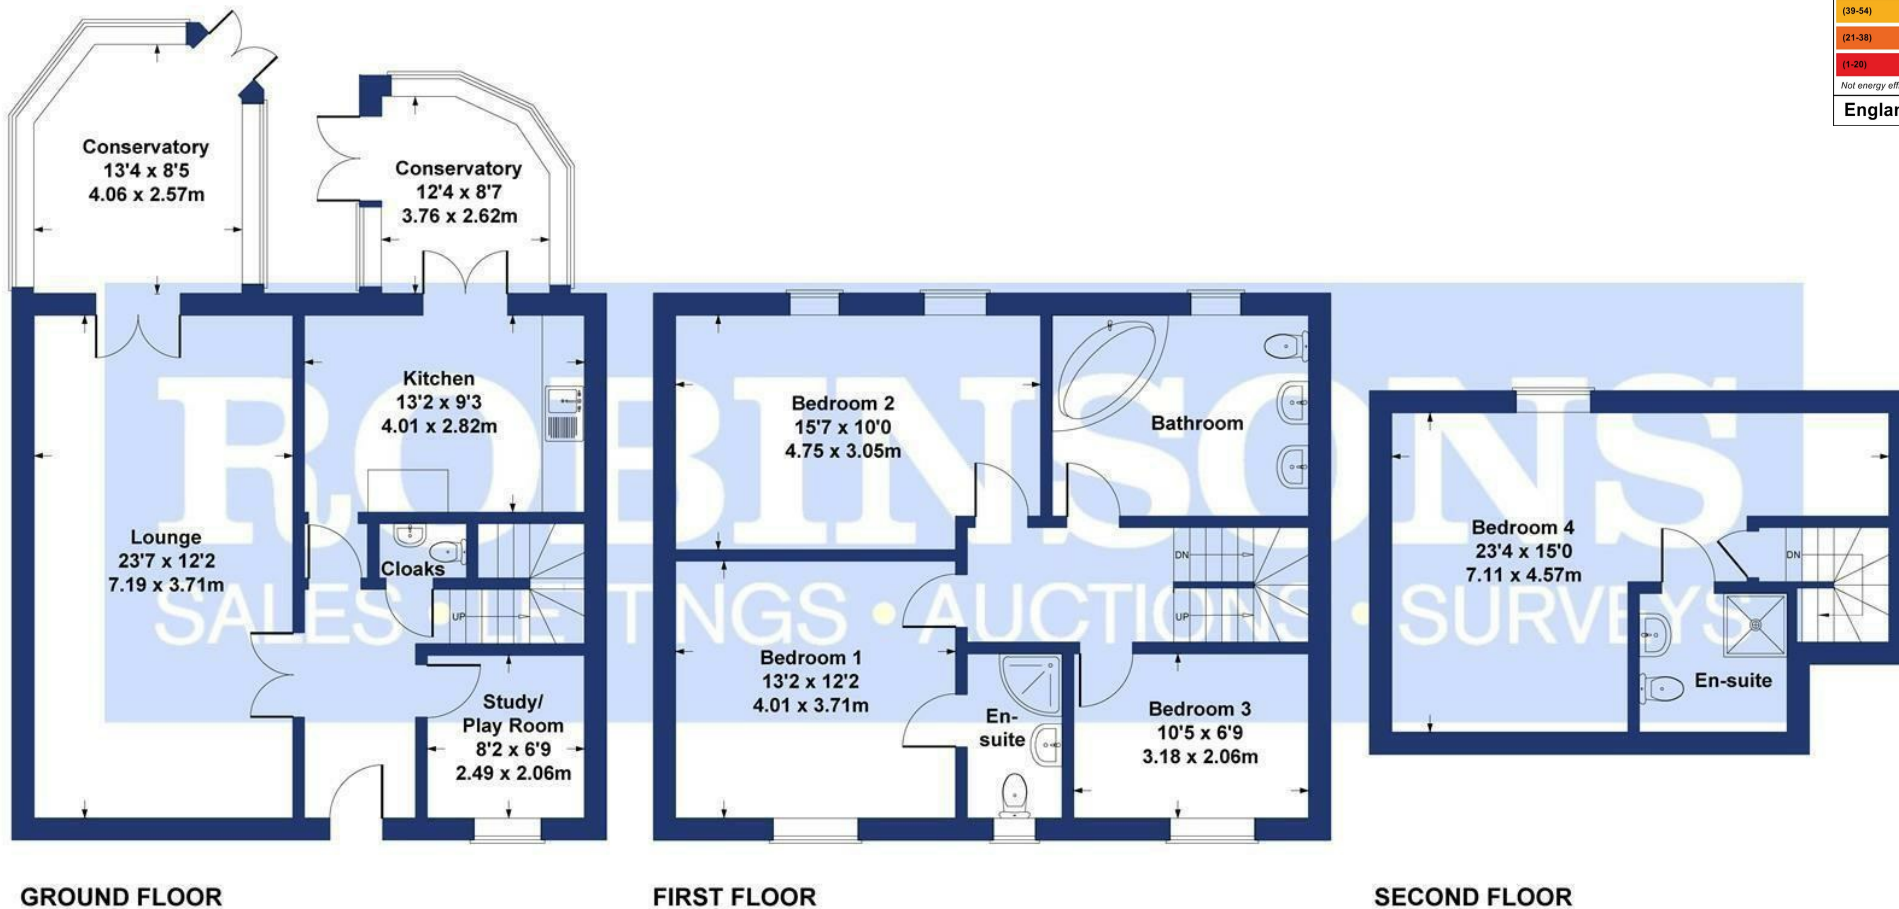 (39-54)
(21-38)
(1-20)
Conservatory
13'4 x 8'5
4.06 x 2.57m
Conservatory
12'4 x 8'7
3.76 x 2.62m
Kitchen
13'2 x 9'3
4.01 x 2.82m
Lounge
23'7 x 12'2
7.19 x 3.71m
Cloaks
UP
Study/
Play Room
8'2 x 6'9
2.49 x 2.06m
GROUND FLOOR
Bedroom 2
15'7 x 10'0
4.75 x 3.05m
Bathroom
DN
UP
Bedroom 1
13'2 x 12'2
4.01 x 3.71m
En-
suite
Bedroom 3
10'5 x 6'9
3.18 x 2.06m
FIRST FLOOR
Bedroom 4
23'4 x 15'0
7.11 x 4.57m
DN
En-suite
SECOND FLOOR
ROBINSONS
SALES • LETTINGS • AUCTIONS • SURVEYS
Not energy